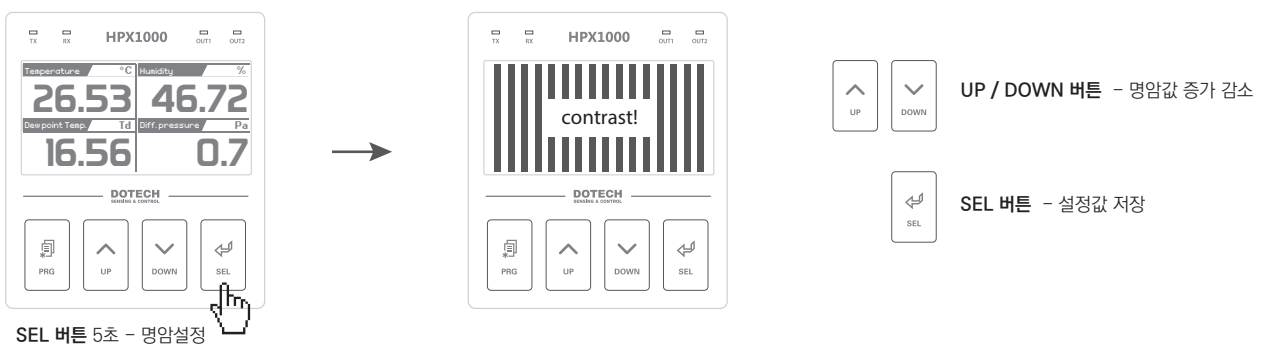 TX RX HPX1000 OUT1 OUT2
Temperature °C Humidity %
26.53 46.72
Dew point Temp. Td Diff. pressure Pa
16.56 0.7
DOTECH
SENSING & CONTROL
PRG UP DOWN SEL
SEL 버튼 5초 - 명암설정
TX RX HPX1000 OUT1 OUT2
contrast!
DOTECH
SENSING & CONTROL
PRG UP DOWN SEL
UP DOWN
UP / DOWN 버튼 - 명암값 증가 감소
SEL
SEL 버튼 - 설정값 저장